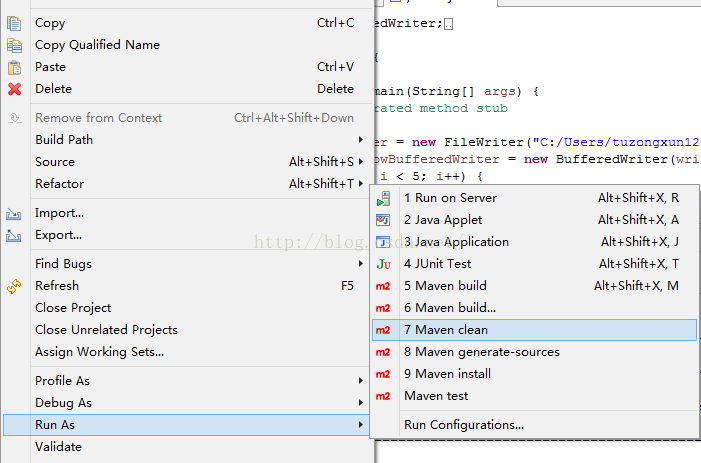 Copy Ctrl+C
Copy Qualified Name
Paste Ctrl+V
Delete Delete
Remove from Context Ctrl+Alt+Shift+Down
Build Path
Source Alt+Shift+S
Refactor Alt+Shift+T
Import...
Export...
Find Bugs
Refresh F5
Close Project
Close Unrelated Projects
Assign Working Sets...
Profile As
Debug As
Run As
Validate
edWriter;
{
main(String[] args) {
rated method stub
er = new FileWriter("C:/Users/tuzongxun12
owBufferedWriter = new BufferedWriter(wri
i < 5; i++) {
1 Run on Server Alt+Shift+X, R
2 Java Applet Alt+Shift+X, A
3 Java Application Alt+Shift+X, J
4 JUnit Test Alt+Shift+X, T
5 Maven build Alt+Shift+X, M
6 Maven build...
7 Maven clean
8 Maven generate-sources
9 Maven install
Maven test
Run Configurations...
m2
m2
m2
m2
m2
m2
Ju